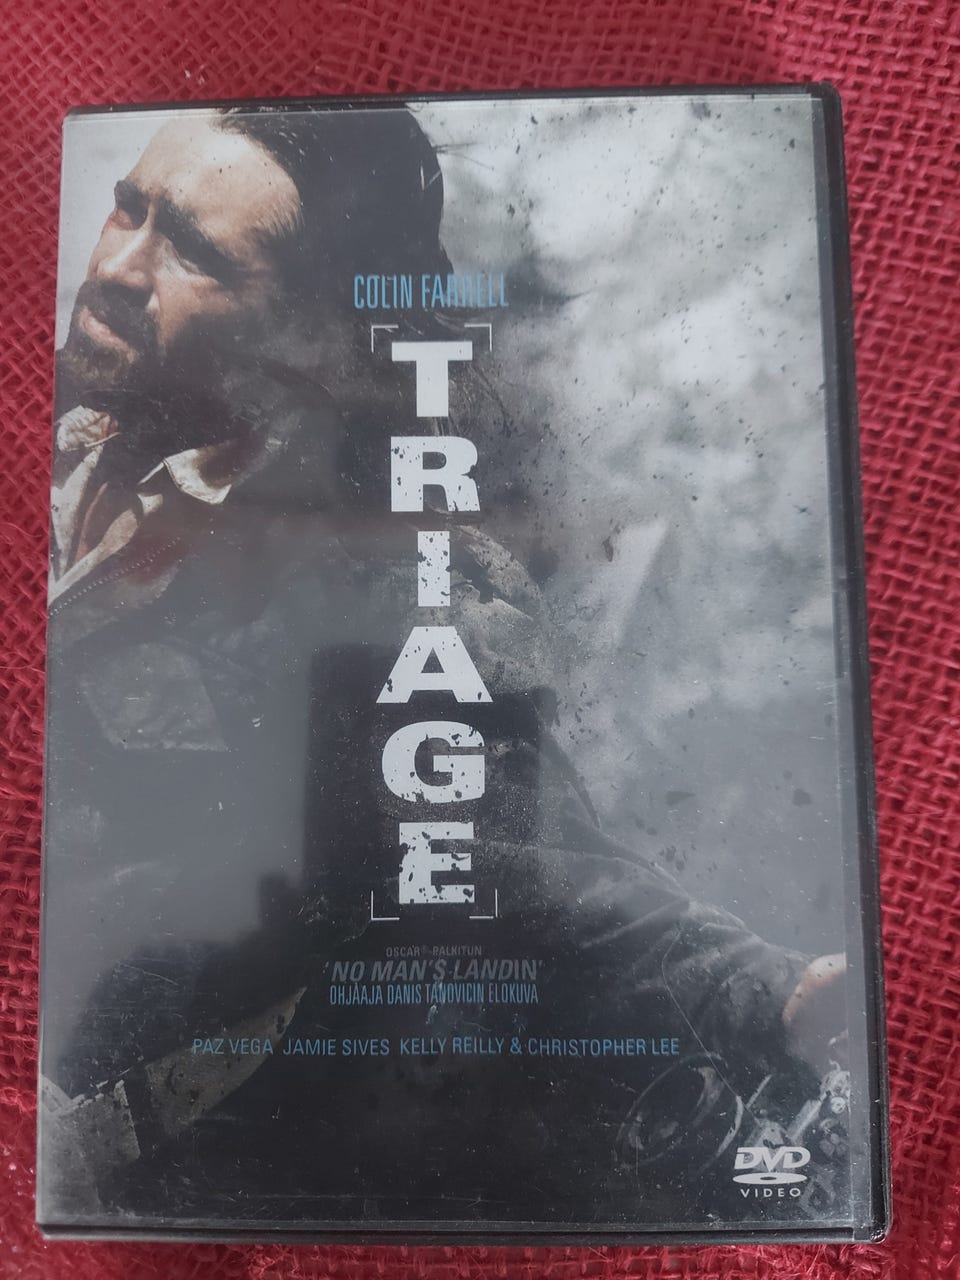 COLIN FARRELL
TRIAGE
OSCAR® PALKITUN
'NO MAN'S LANDIN'
OHJAAJA DANIS TANOVICIN ELOKUVA
PAZ VEGA JAMIE SIVES KELLY REILLY & CHRISTOPHER LEE
DVD
VIDEO